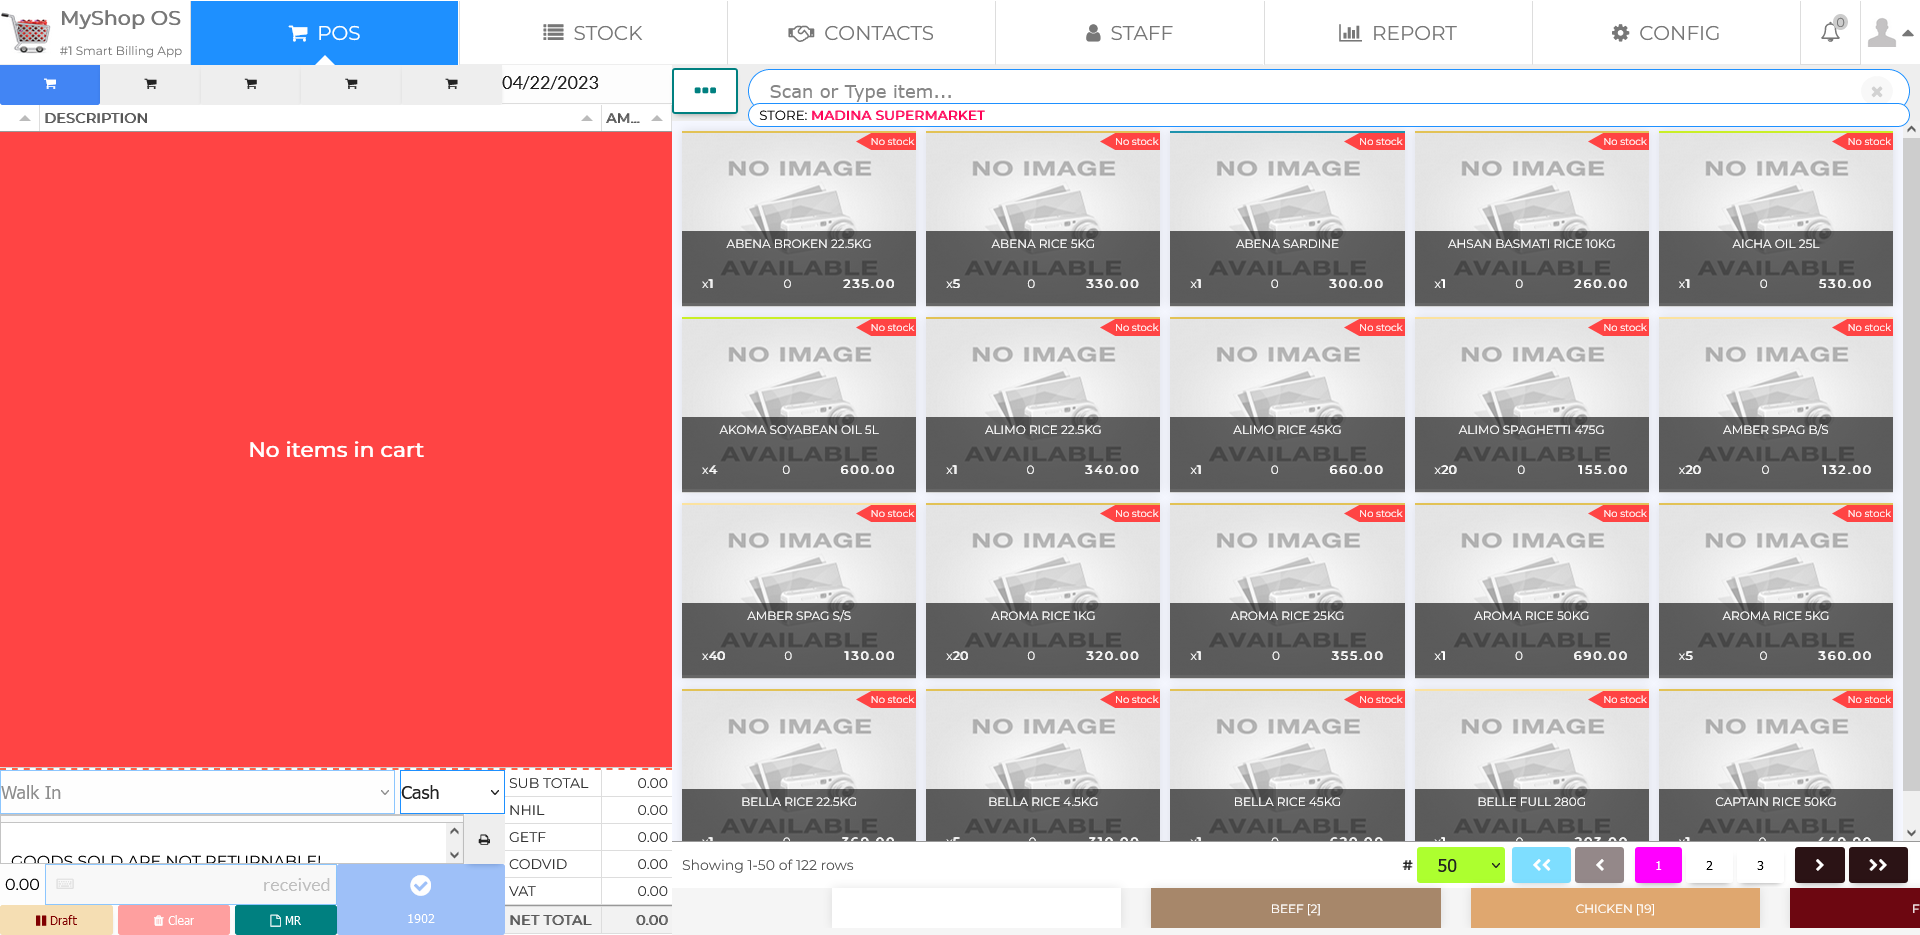 MyShop OS
#1 Smart Billing App
POS
STOCK
CONTACTS
STAFF
REPORT
CONFIG
0
04/22/2023
Scan or Type item...
STORE: MADINA SUPERMARKET
DESCRIPTION
AM...
No items in cart
No stock No stock No stock No stock No stock
NO IMAGE AVAILABLE NO IMAGE AVAILABLE NO IMAGE AVAILABLE NO IMAGE AVAILABLE NO IMAGE AVAILABLE
ABENA BROKEN 22.5KG ABENA RICE 5KG ABENA SARDINE AHSAN BASMATI RICE 10KG AICHA OIL 25L
x1 0 235.00 x5 0 330.00 x1 0 300.00 x1 0 260.00 x1 0 530.00
No stock No stock No stock No stock No stock
NO IMAGE AVAILABLE NO IMAGE AVAILABLE NO IMAGE AVAILABLE NO IMAGE AVAILABLE NO IMAGE AVAILABLE
AKOMA SOYABEAN OIL 5L ALIMO RICE 22.5KG ALIMO RICE 45KG ALIMO SPAGHETTI 475G AMBER SPAG B/S
x4 0 600.00 x1 0 340.00 x1 0 660.00 x20 0 155.00 x20 0 132.00
No stock No stock No stock No stock No stock
NO IMAGE AVAILABLE NO IMAGE AVAILABLE NO IMAGE AVAILABLE NO IMAGE AVAILABLE NO IMAGE AVAILABLE
AMBER SPAG S/S AROMA RICE 1KG AROMA RICE 25KG AROMA RICE 50KG AROMA RICE 5KG
x40 0 130.00 x20 0 320.00 x1 0 355.00 x1 0 690.00 x5 0 360.00
No stock No stock No stock No stock No stock
NO IMAGE AVAILABLE NO IMAGE AVAILABLE NO IMAGE AVAILABLE NO IMAGE AVAILABLE NO IMAGE AVAILABLE
BELLA RICE 22.5KG BELLA RICE 4.5KG BELLA RICE 45KG BELLE FULL 280G CAPTAIN RICE 50KG
Walk In
Cash
GOODS SOLD ARE NOT RETURNABLE!
0.00
received
Draft
Clear
MR
1902
SUB TOTAL 0.00
NHIL 0.00
GETF 0.00
CODVID 0.00
VAT 0.00
NET TOTAL 0.00
Showing 1-50 of 122 rows
# 50
1 2 3
BEEF [2]
CHICKEN [19]
F